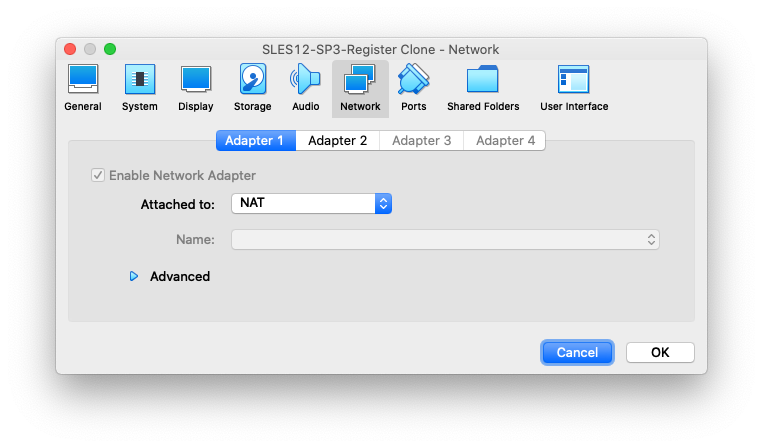 SLES12-SP3-Register Clone - Network
General System Display Storage Audio Network Ports Shared Folders User Interface
Adapter 1 Adapter 2 Adapter 3 Adapter 4
Enable Network Adapter
Attached to: NAT
Name:
Advanced
Cancel OK